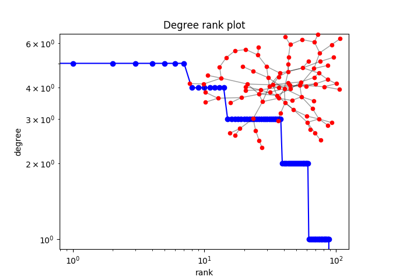 Degree rank plot
degree
6 × 10⁰
4 × 10⁰
3 × 10⁰
2 × 10⁰
10⁰
10⁰ 10¹ 10²
rank